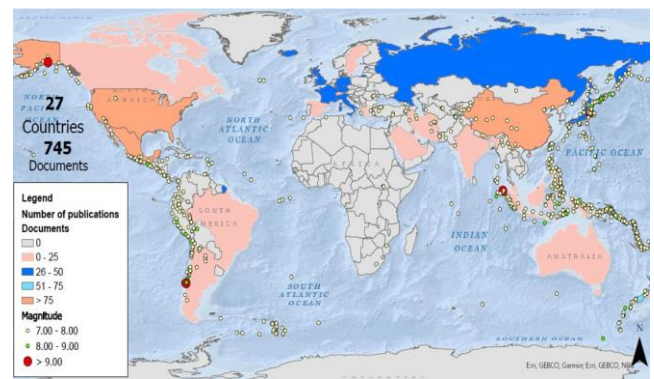 NORTH
AMERICA
NORTH
PACIFIC
OCEAN
27
Countries
745
Documents
NORTH
ATLANTIC
OCEAN
AFRICA
PACIFIC OCEAN
SOUTH
AMERICA
INDIAN
OCEAN
AUSTRALIA
SOUTH
ATLANTIC
OCEAN
SOUTHERN OCEAN
Legend
Number of publications
Documents
0
0 - 25
26 - 50
51 - 75
> 75
Magnitude
7.00 - 8.00
8.00 - 9.00
> 9.00
N
Esri, GEBCO, Garmin; Esri, GEBCO,